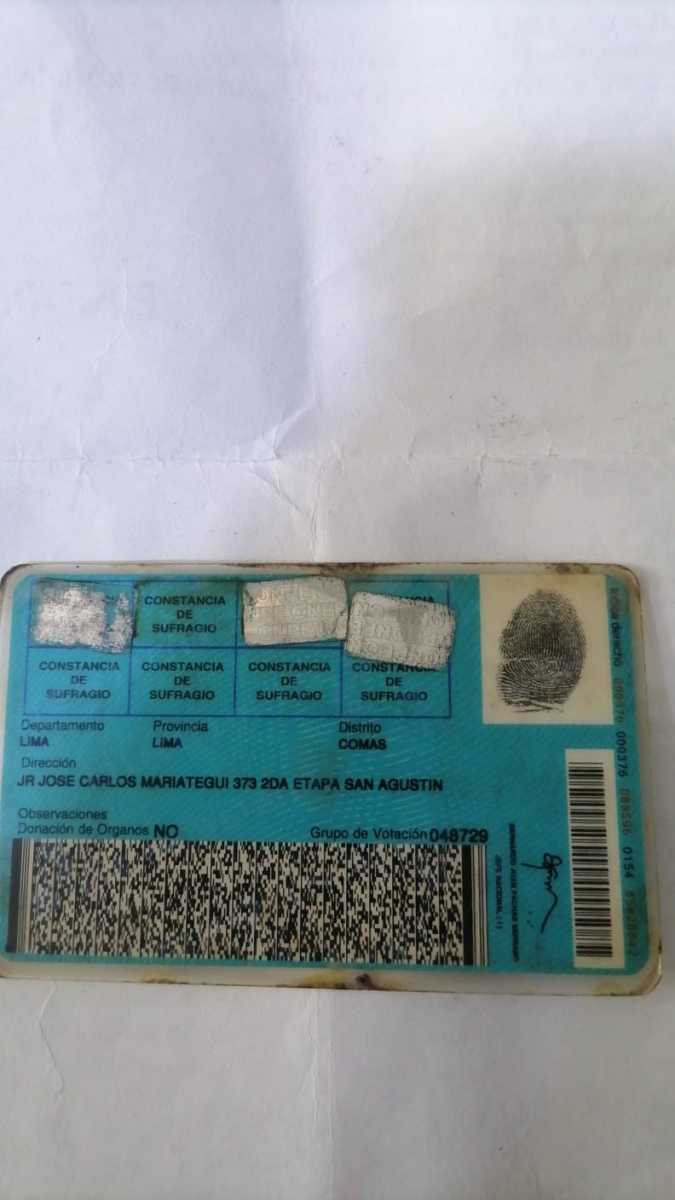 CONSTANCIA
DE
SUFRAGIO
CONSTANCIA DE SUFRAGIO
CONSTANCIA DE SUFRAGIO
CONSTANCIA DE SUFRAGIO
CONSTANCIA DE SUFRAGIO
Departamento Provincia Distrito
LIMA LIMA COMAS
Dirección
JR JOSE CARLOS MARIATEGUI 373 2DA ETAPA SAN AGUSTIN
Observaciones
Donación de Organos NO Grupo de Votación 048729
JEFE NACIONAL